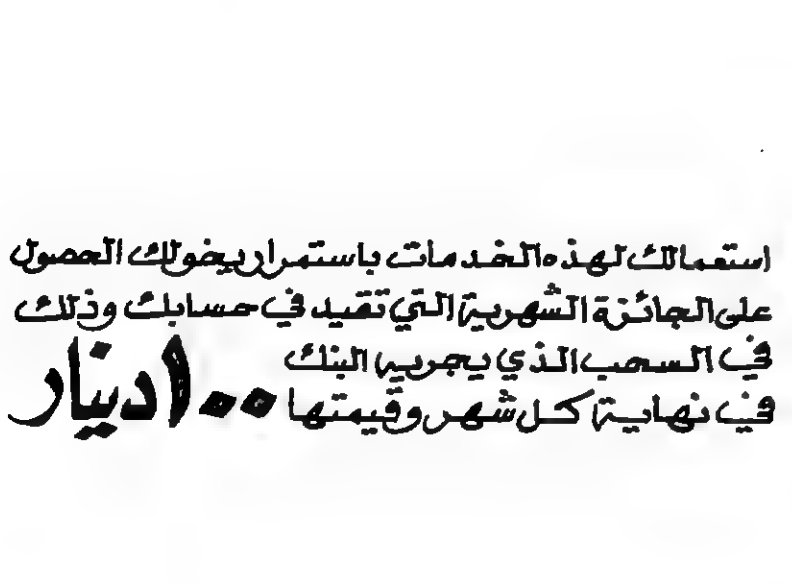 استعمالك لهذه الخدمات باستمرار يخولك الحصول
على الجائزة الشهرية التي تقيد في حسابك وذلك
في السحب الذي يجريه البنك
في نهاية كل شهر وقيمتها ١٠٠ دينار